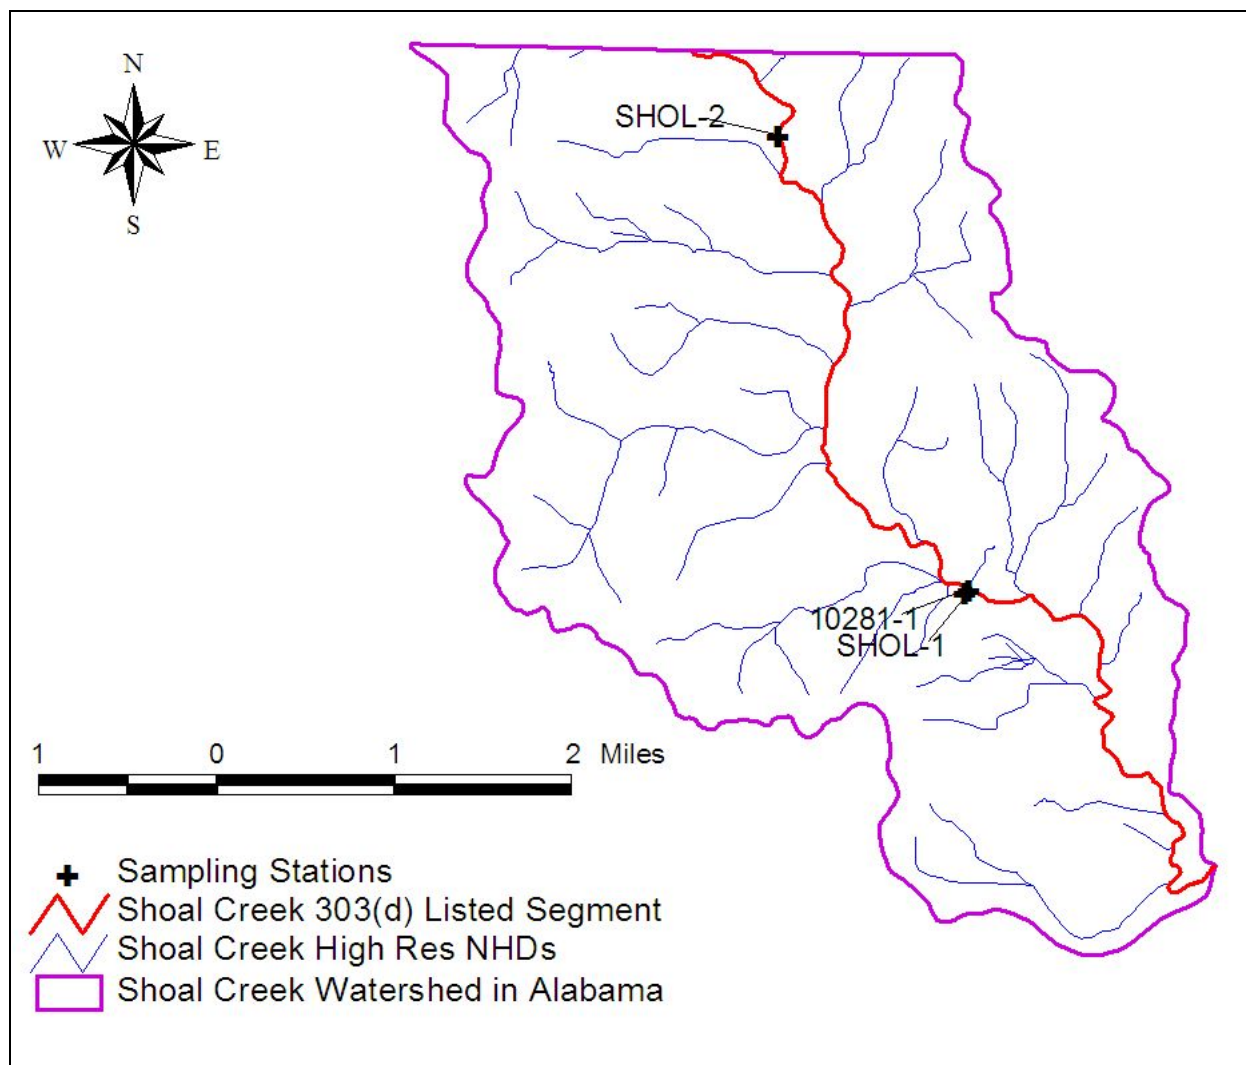 N
W E
S
SHOL-2
10281-1
SHOL-1
1 0 1 2 Miles
Sampling Stations
Shoal Creek 303(d) Listed Segment
Shoal Creek High Res NHDs
Shoal Creek Watershed in Alabama